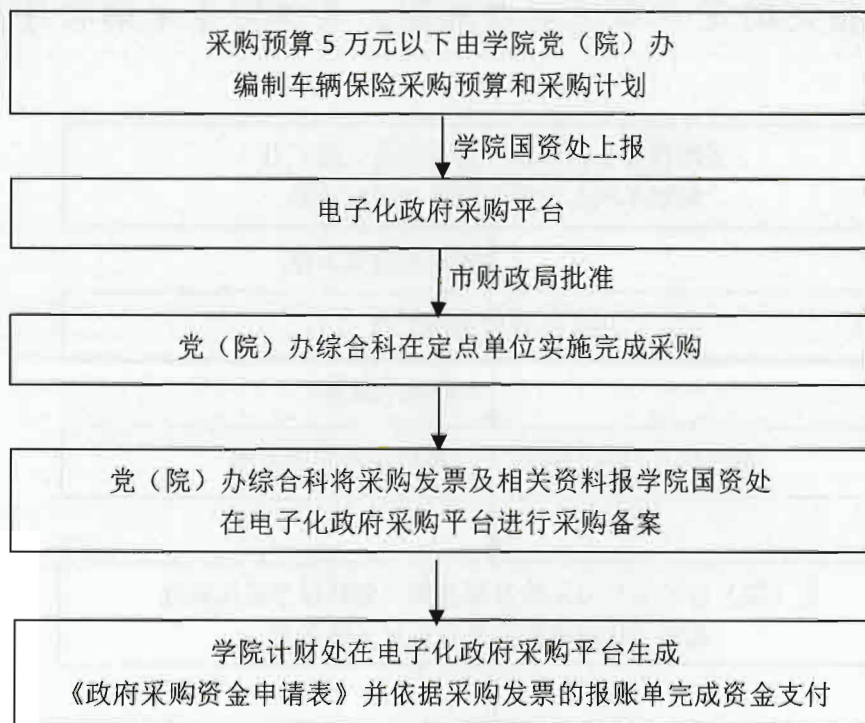 采购预算5万元以下由学院党（院）办
编制车辆保险采购预算和采购计划
学院国资处上报
电子化政府采购平台
市财政局批准
党（院）办综合科在定点单位实施完成采购
党（院）办综合科将采购发票及相关资料报学院国资处
在电子化政府采购平台进行采购备案
学院计财处在电子化政府采购平台生成
《政府采购资金申请表》并依据采购发票的报账单完成资金支付